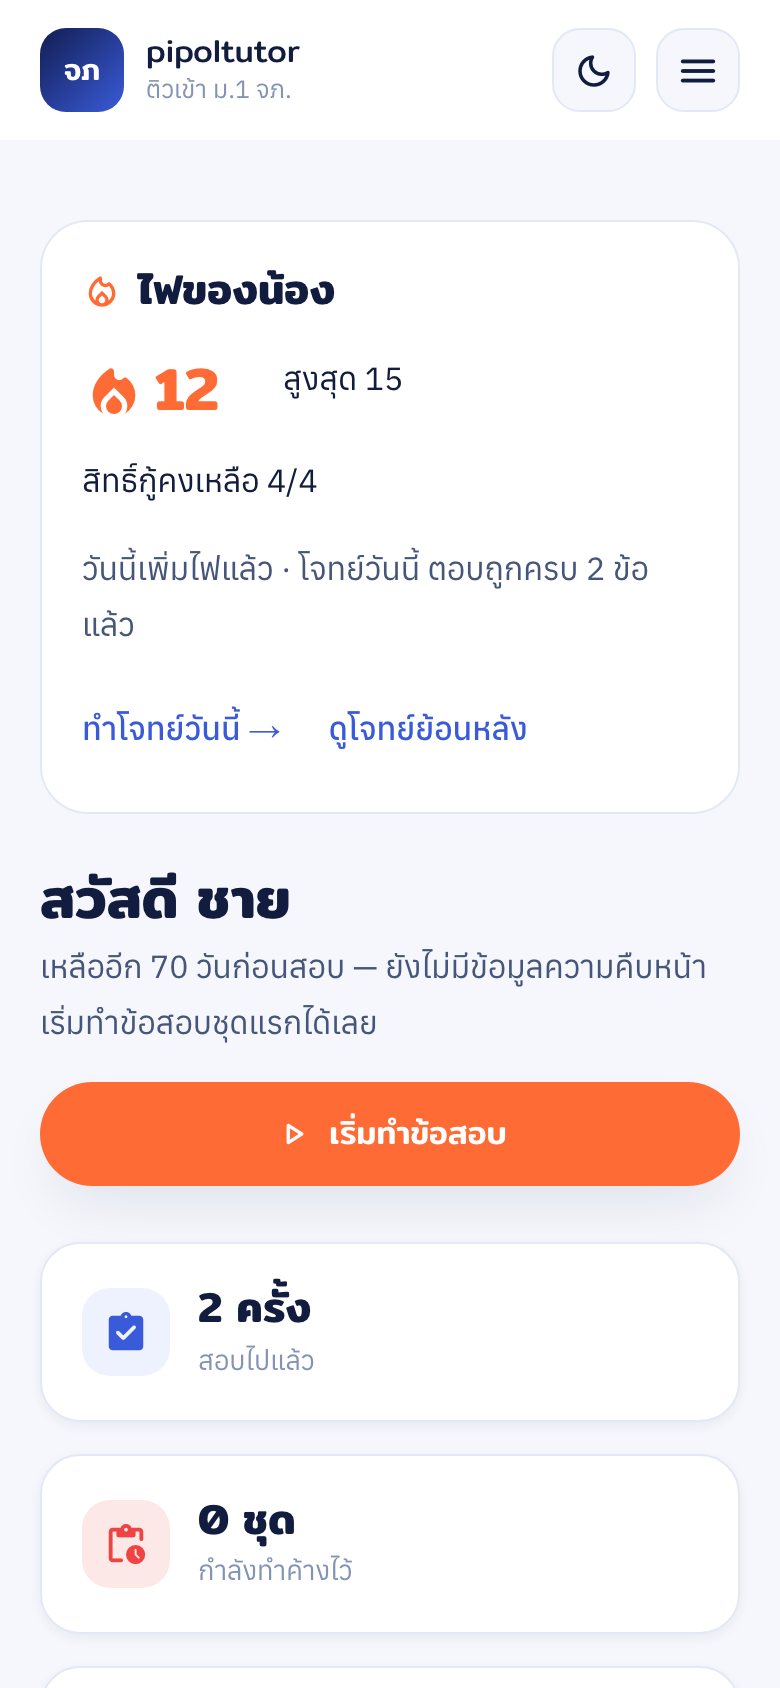 จภ
pipoltutor
ติวเข้า ม.1 จภ.
ไฟของน้อง
12
สูงสุด 15
สิทธิ์กู้คงเหลือ 4/4
วันนี้เพิ่มไฟแล้ว · โจทย์วันนี้ ตอบถูกครบ 2 ข้อ
แล้ว
ทำโจทย์วันนี้ → ดูโจทย์ย้อนหลัง
สวัสดี ชาย
เหลืออีก 70 วันก่อนสอบ — ยังไม่มีข้อมูลความคืบหน้า
เริ่มทำข้อสอบชุดแรกได้เลย
เริ่มทำข้อสอบ
2 ครั้ง
สอบไปแล้ว
0 ชุด
กำลังทำค้างไว้